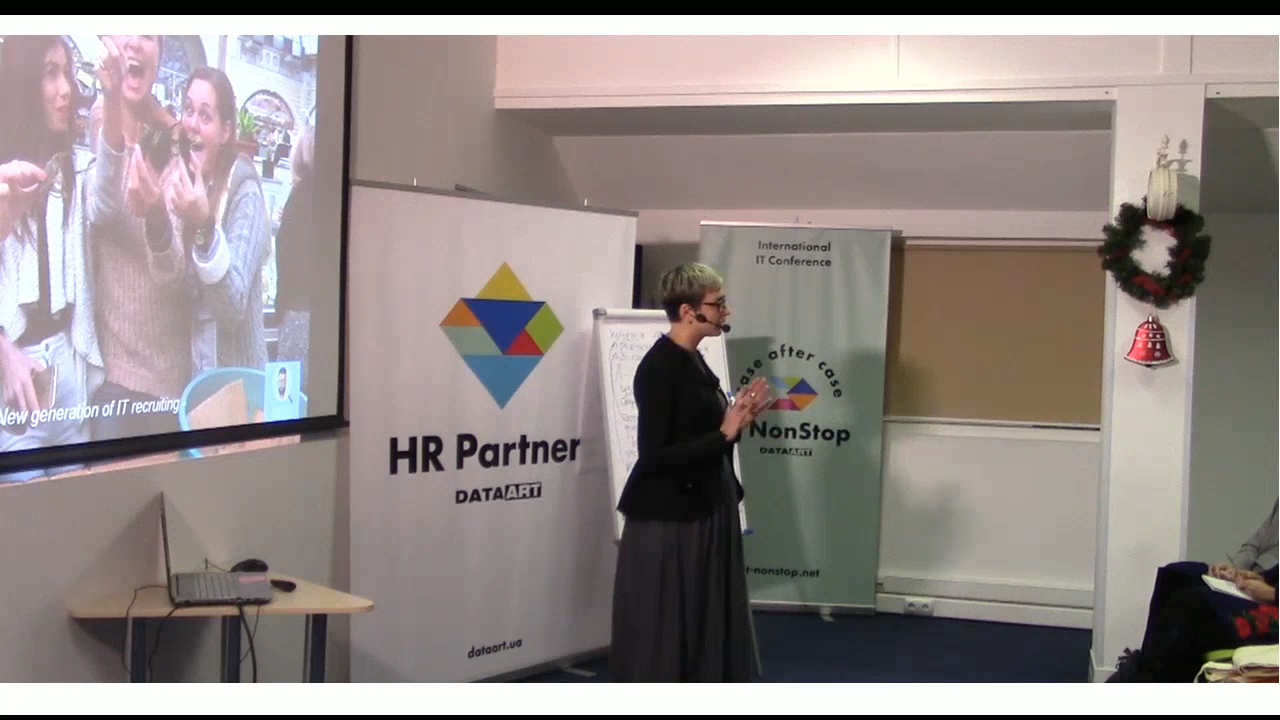 New generation of IT recruiting
HR Partner
DATAART
dataart.ua
International
IT Conference
case after case
NonStop
DATAART
it-nonstop.net